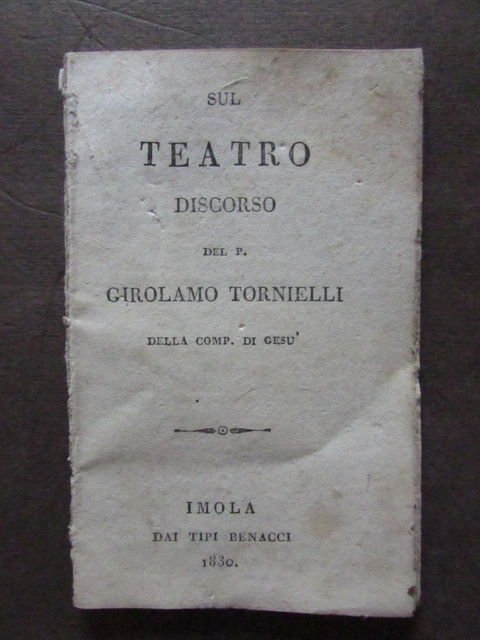 SUL
TEATRO
DISCORSO
DEL P.
GIROLAMO TORNIELLI
DELLA COMP. DI GESU'
IMOLA
DAI TIPI BENACCI
1830.